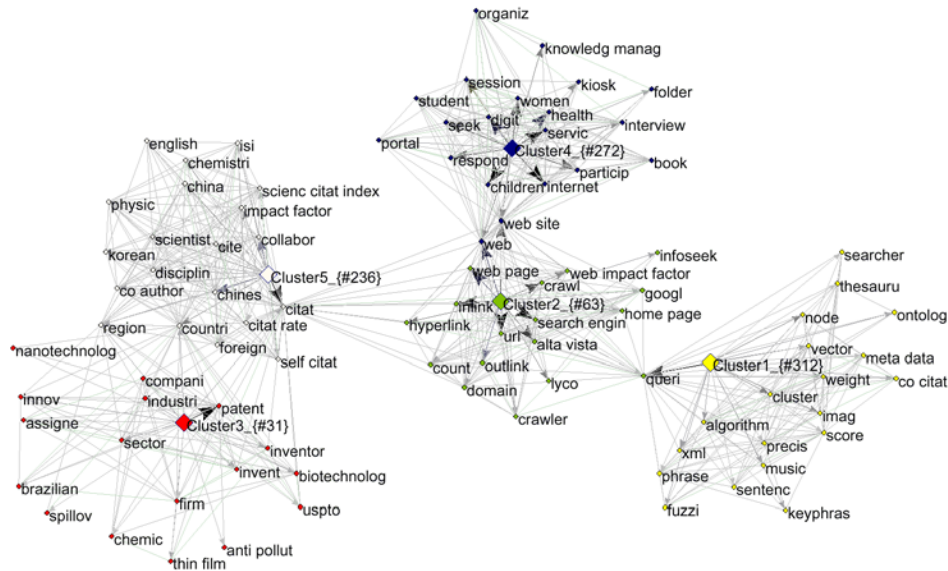 organiz
knowledg manag
session
kiosk
folder
student
women
health
digit
seek
servic
interview
portal
Cluster4_{#272}
respond
book
particip
children
internet
web site
web
english
isi
chemistri
china
scienc citat index
physic
impact factor
scientist
cite
collabor
korean
disciplin
Cluster5_{#236}
co author
chines
citat
region
countri
citat rate
foreign
self citat
infoseek
web page
web impact factor
crawl
googl
inlink
Cluster2_{#63}
home page
hyperlink
search engin
url
alta vista
count
outlink
domain
lyco
crawler
searcher
thesauru
node
ontolog
vector
meta data
queri
Cluster1_{#312}
weight
co citat
cluster
imag
algorithm
score
xml
precis
phrase
music
sentenc
fuzzi
keyphras
nanotechnolog
compani
innov
industri
patent
assigne
Cluster3_{#31}
sector
inventor
invent
biotechnolog
brazilian
firm
uspto
spillov
chemic
anti pollut
thin film